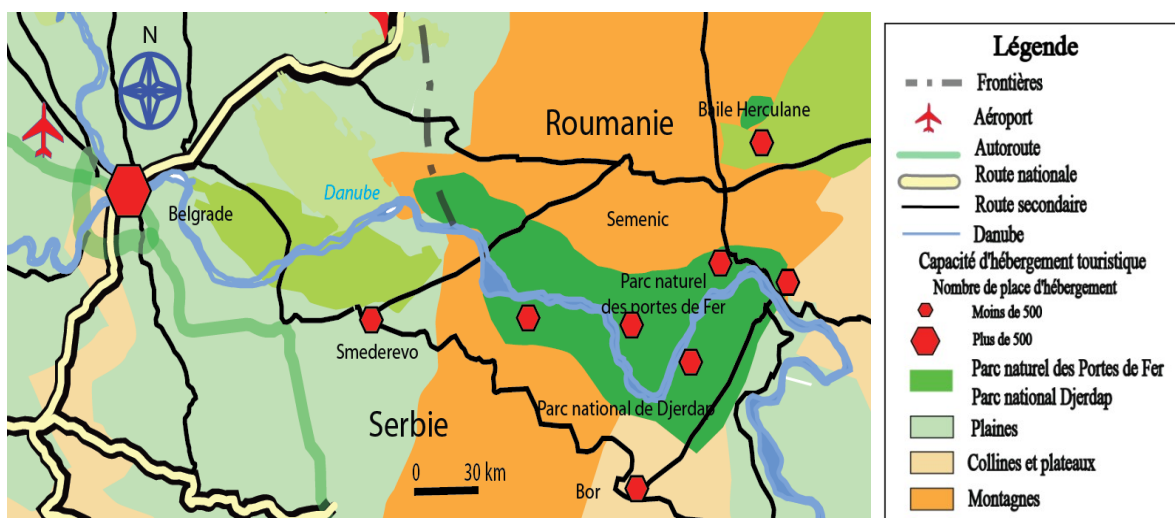 N
Baile Herculane
Roumanie
Danube
Belgrade
Semenic
Parc naturel
des portes de Fer
Smederevo
Parc national de Djerdap
Serbie
0 30 km
Bor
Légende
Frontières
Aéroport
Autoroute
Route nationale
Route secondaire
Danube
Capacité d'hébergement touristique
Nombre de place d'hébergement
Moins de 500
Plus de 500
Parc naturel des Portes de Fer
Parc national Djerdap
Plaines
Collines et plateaux
Montagnes